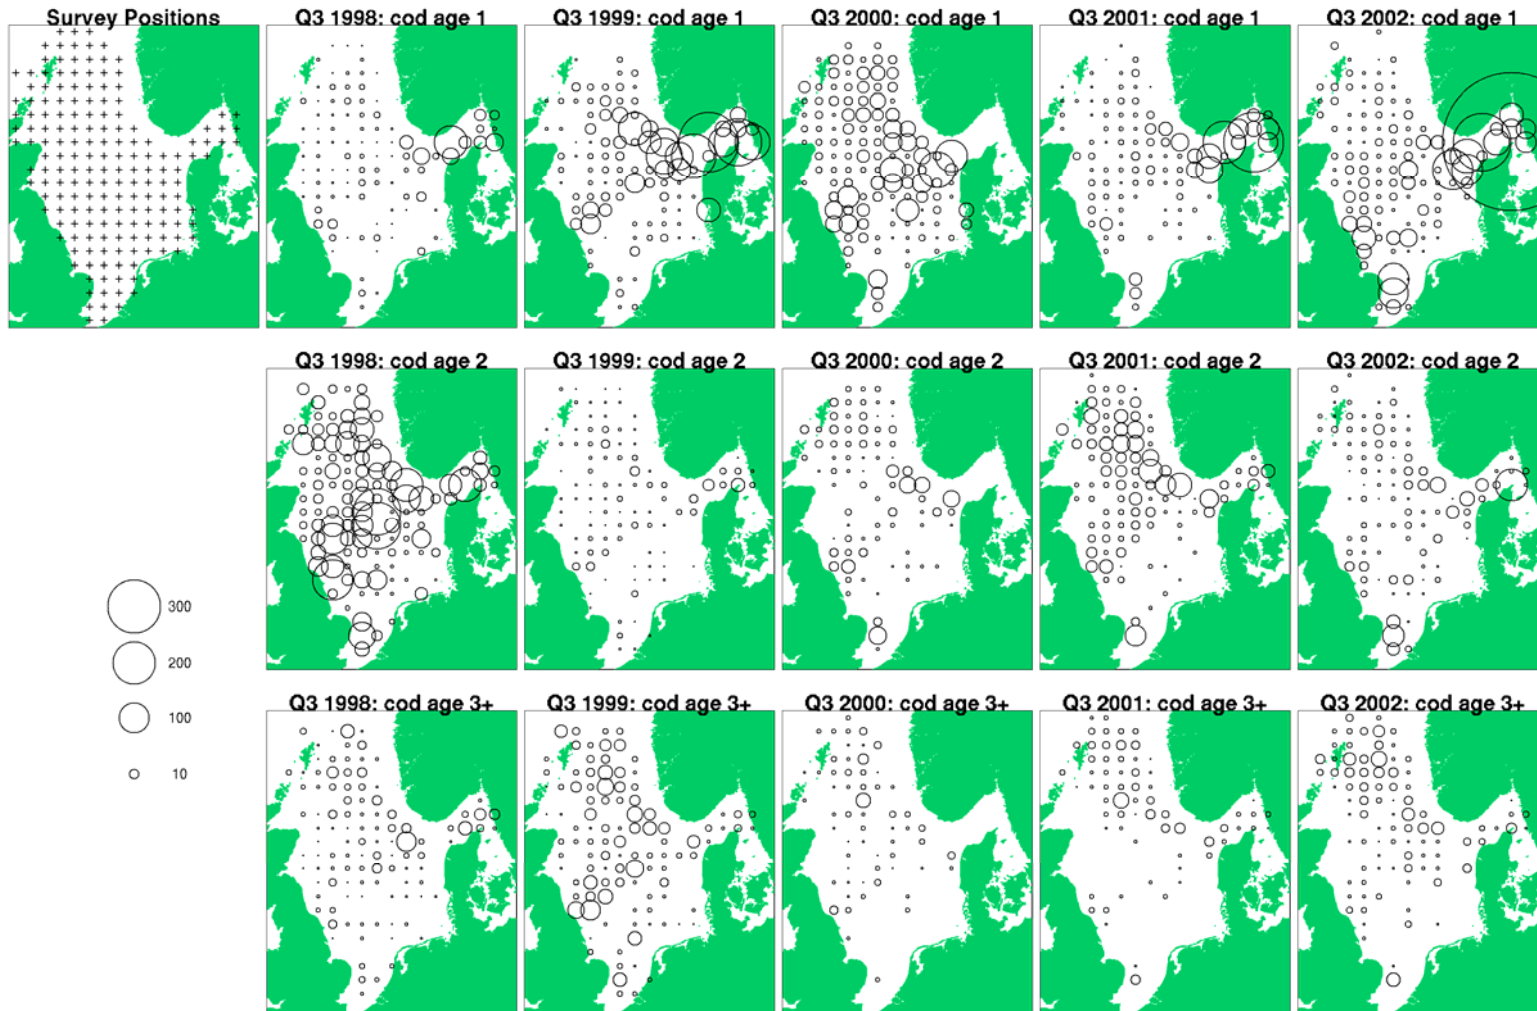 Survey Positions
Q3 1998: cod age 1
Q3 1999: cod age 1
Q3 2000: cod age 1
Q3 2001: cod age 1
Q3 2002: cod age 1
Q3 1998: cod age 2
Q3 1999: cod age 2
Q3 2000: cod age 2
Q3 2001: cod age 2
Q3 2002: cod age 2
300
200
100
10
Q3 1998: cod age 3+
Q3 1999: cod age 3+
Q3 2000: cod age 3+
Q3 2001: cod age 3+
Q3 2002: cod age 3+